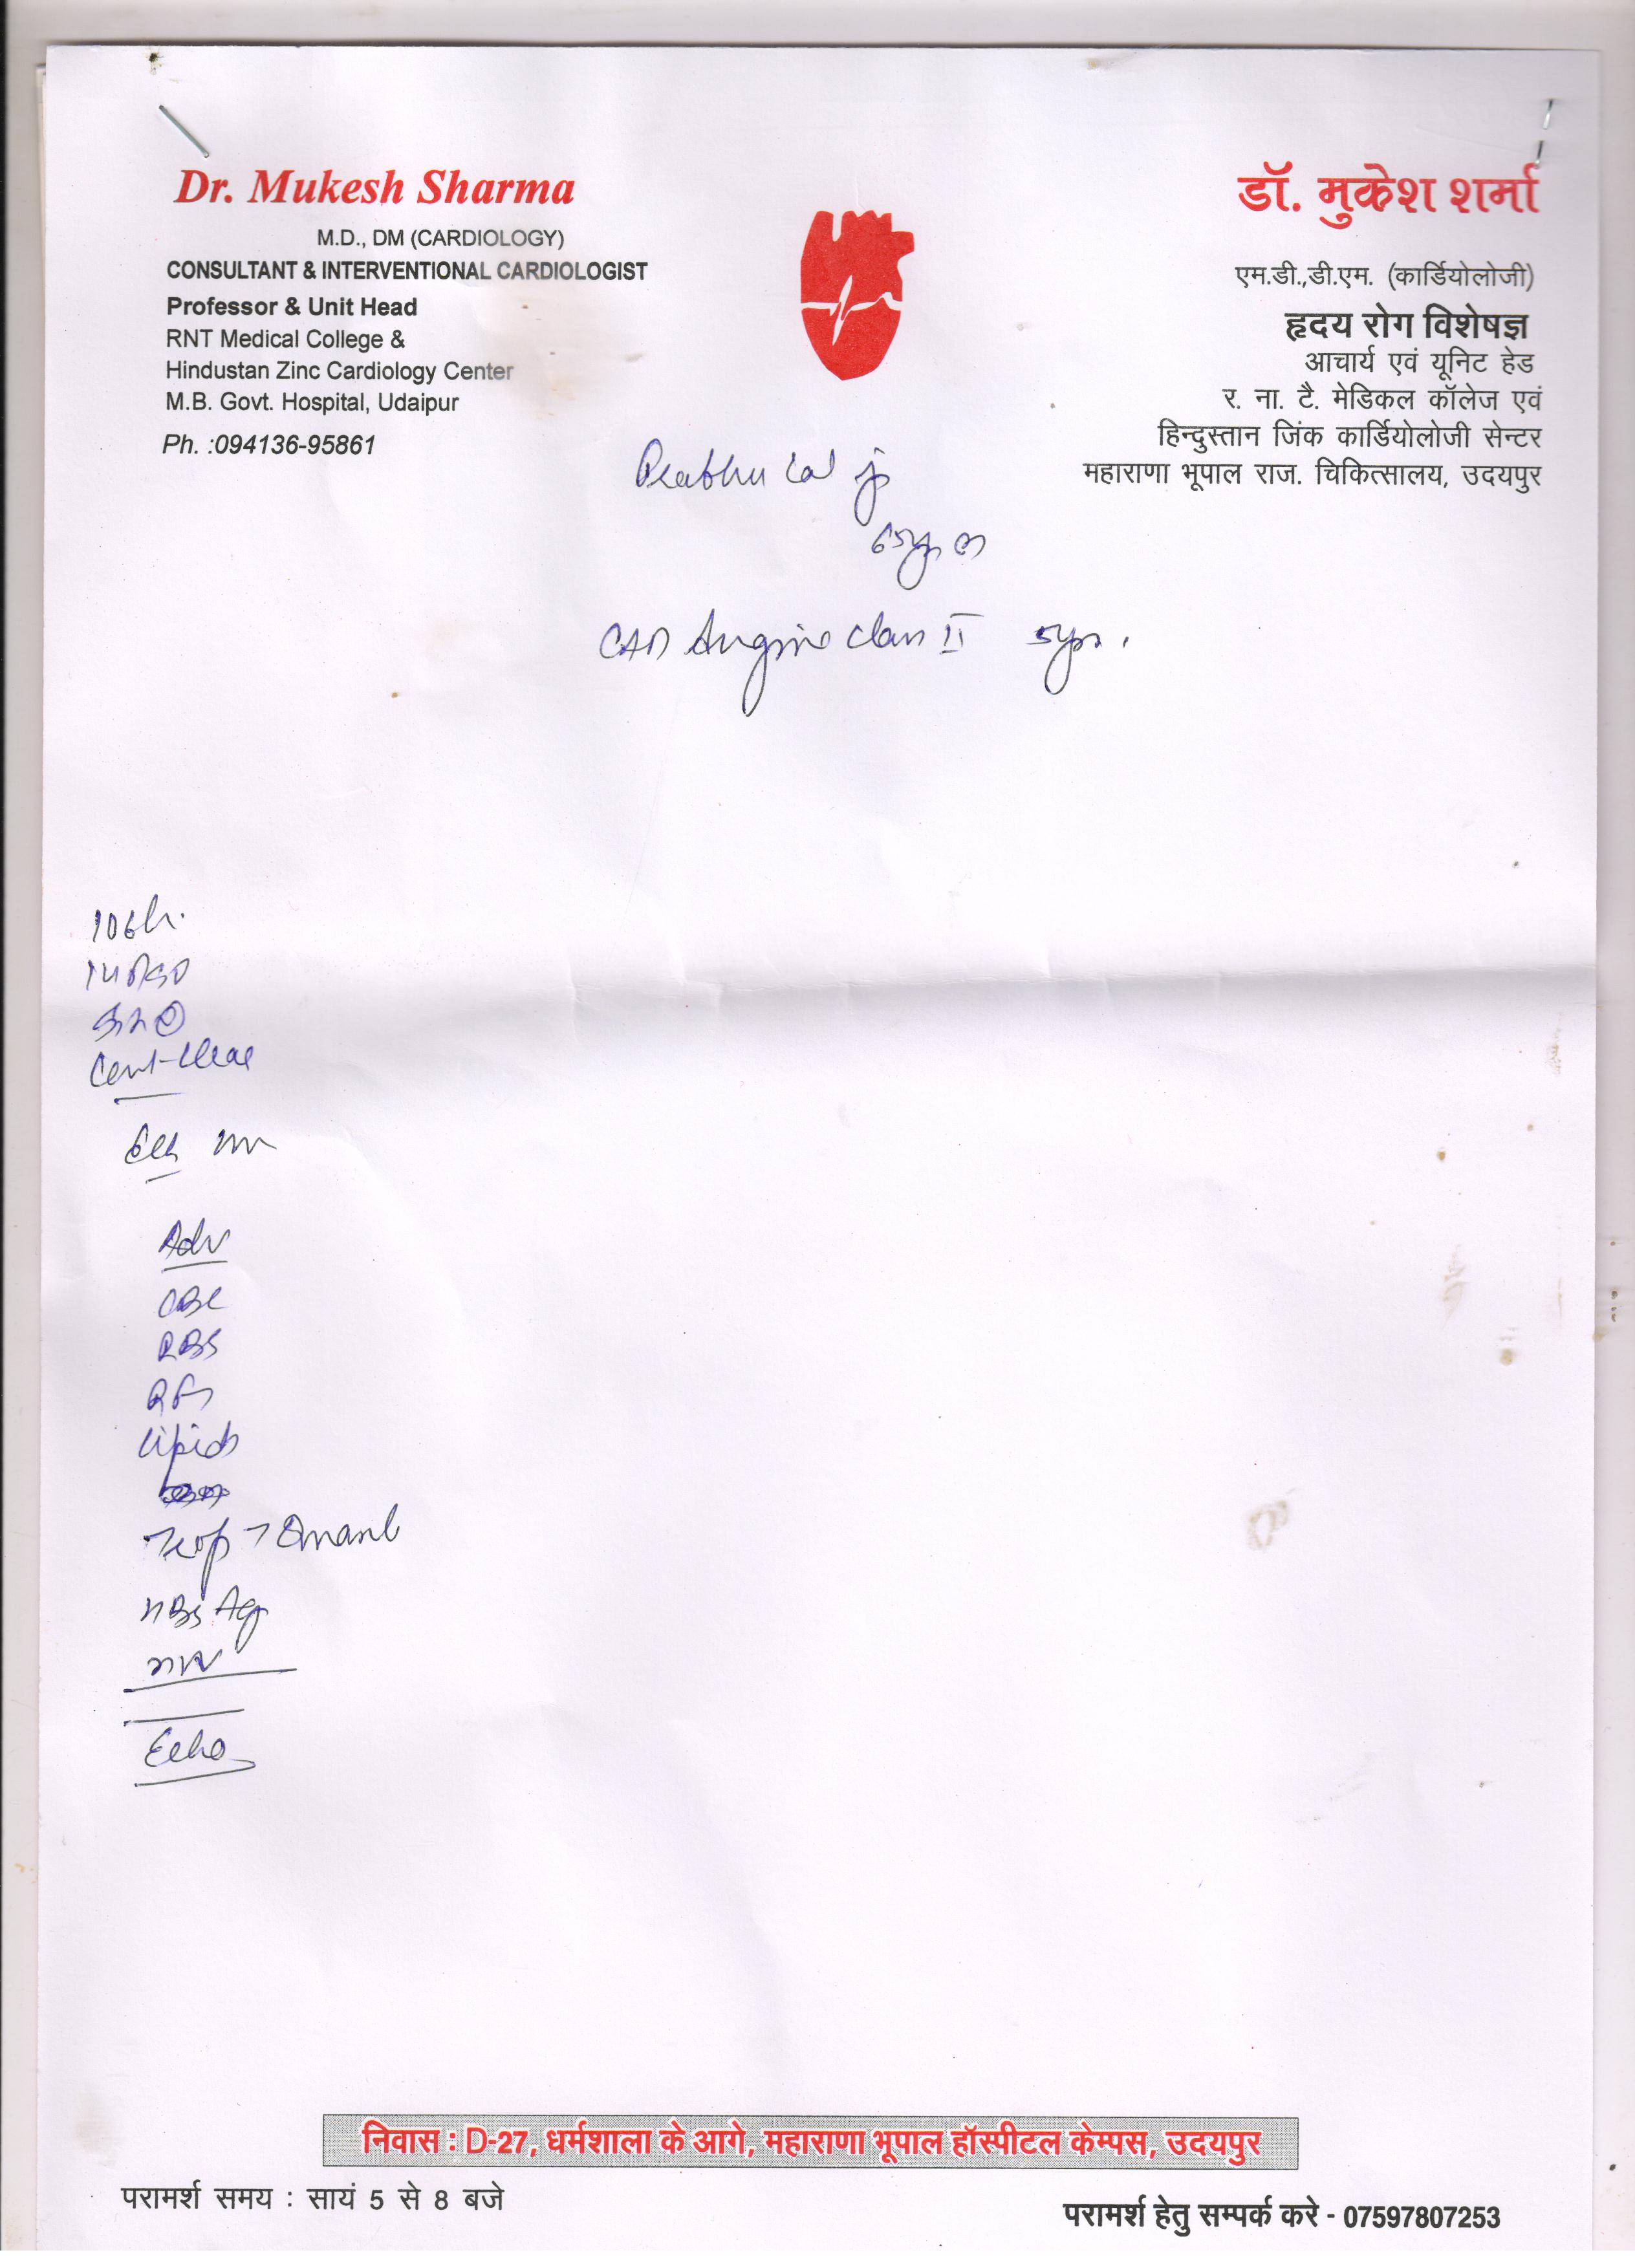 Dr. Mukesh Sharma
M.D., DM (CARDIOLOGY)
CONSULTANT & INTERVENTIONAL CARDIOLOGIST
Professor & Unit Head
RNT Medical College &
Hindustan Zinc Cardiology Center
M.B. Govt. Hospital, Udaipur
Ph. :094136-95861
डॉ. मुकेश शर्मा
एम.डी.,डी.एम. (कार्डियोलोजी)
हृदय रोग विशेषज्ञ
आचार्य एवं यूनिट हेड
र. ना. टै. मेडिकल कॉलेज एवं
हिन्दुस्तान जिंक कार्डियोलोजी सेन्टर
महाराणा भूपाल राज. चिकित्सालय, उदयपुर
Prabhu Lal ji
CAD Angina class II
Adv
CBC
RBS
Lipids
HBsAg
Echo
निवास : D-27, धर्मशाला के आगे, महाराणा भूपाल हॉस्पीटल केम्पस, उदयपुर
परामर्श समय : सायं 5 से 8 बजे
परामर्श हेतु सम्पर्क करे - 07597807253